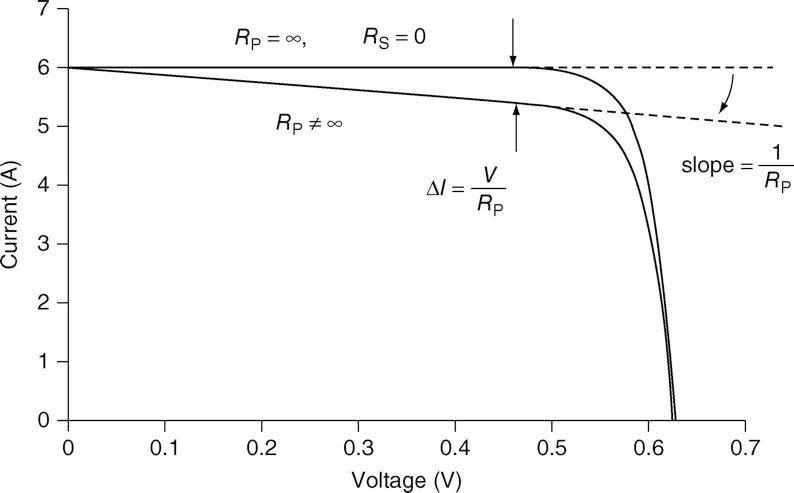 7
R_P = ∞, R_S = 0
6
R_P ≠ ∞
5
slope = 1/R_P
ΔI = V/R_P
4
3
2
1
0
0 0.1 0.2 0.3 0.4 0.5 0.6 0.7
Current (A)
Voltage (V)